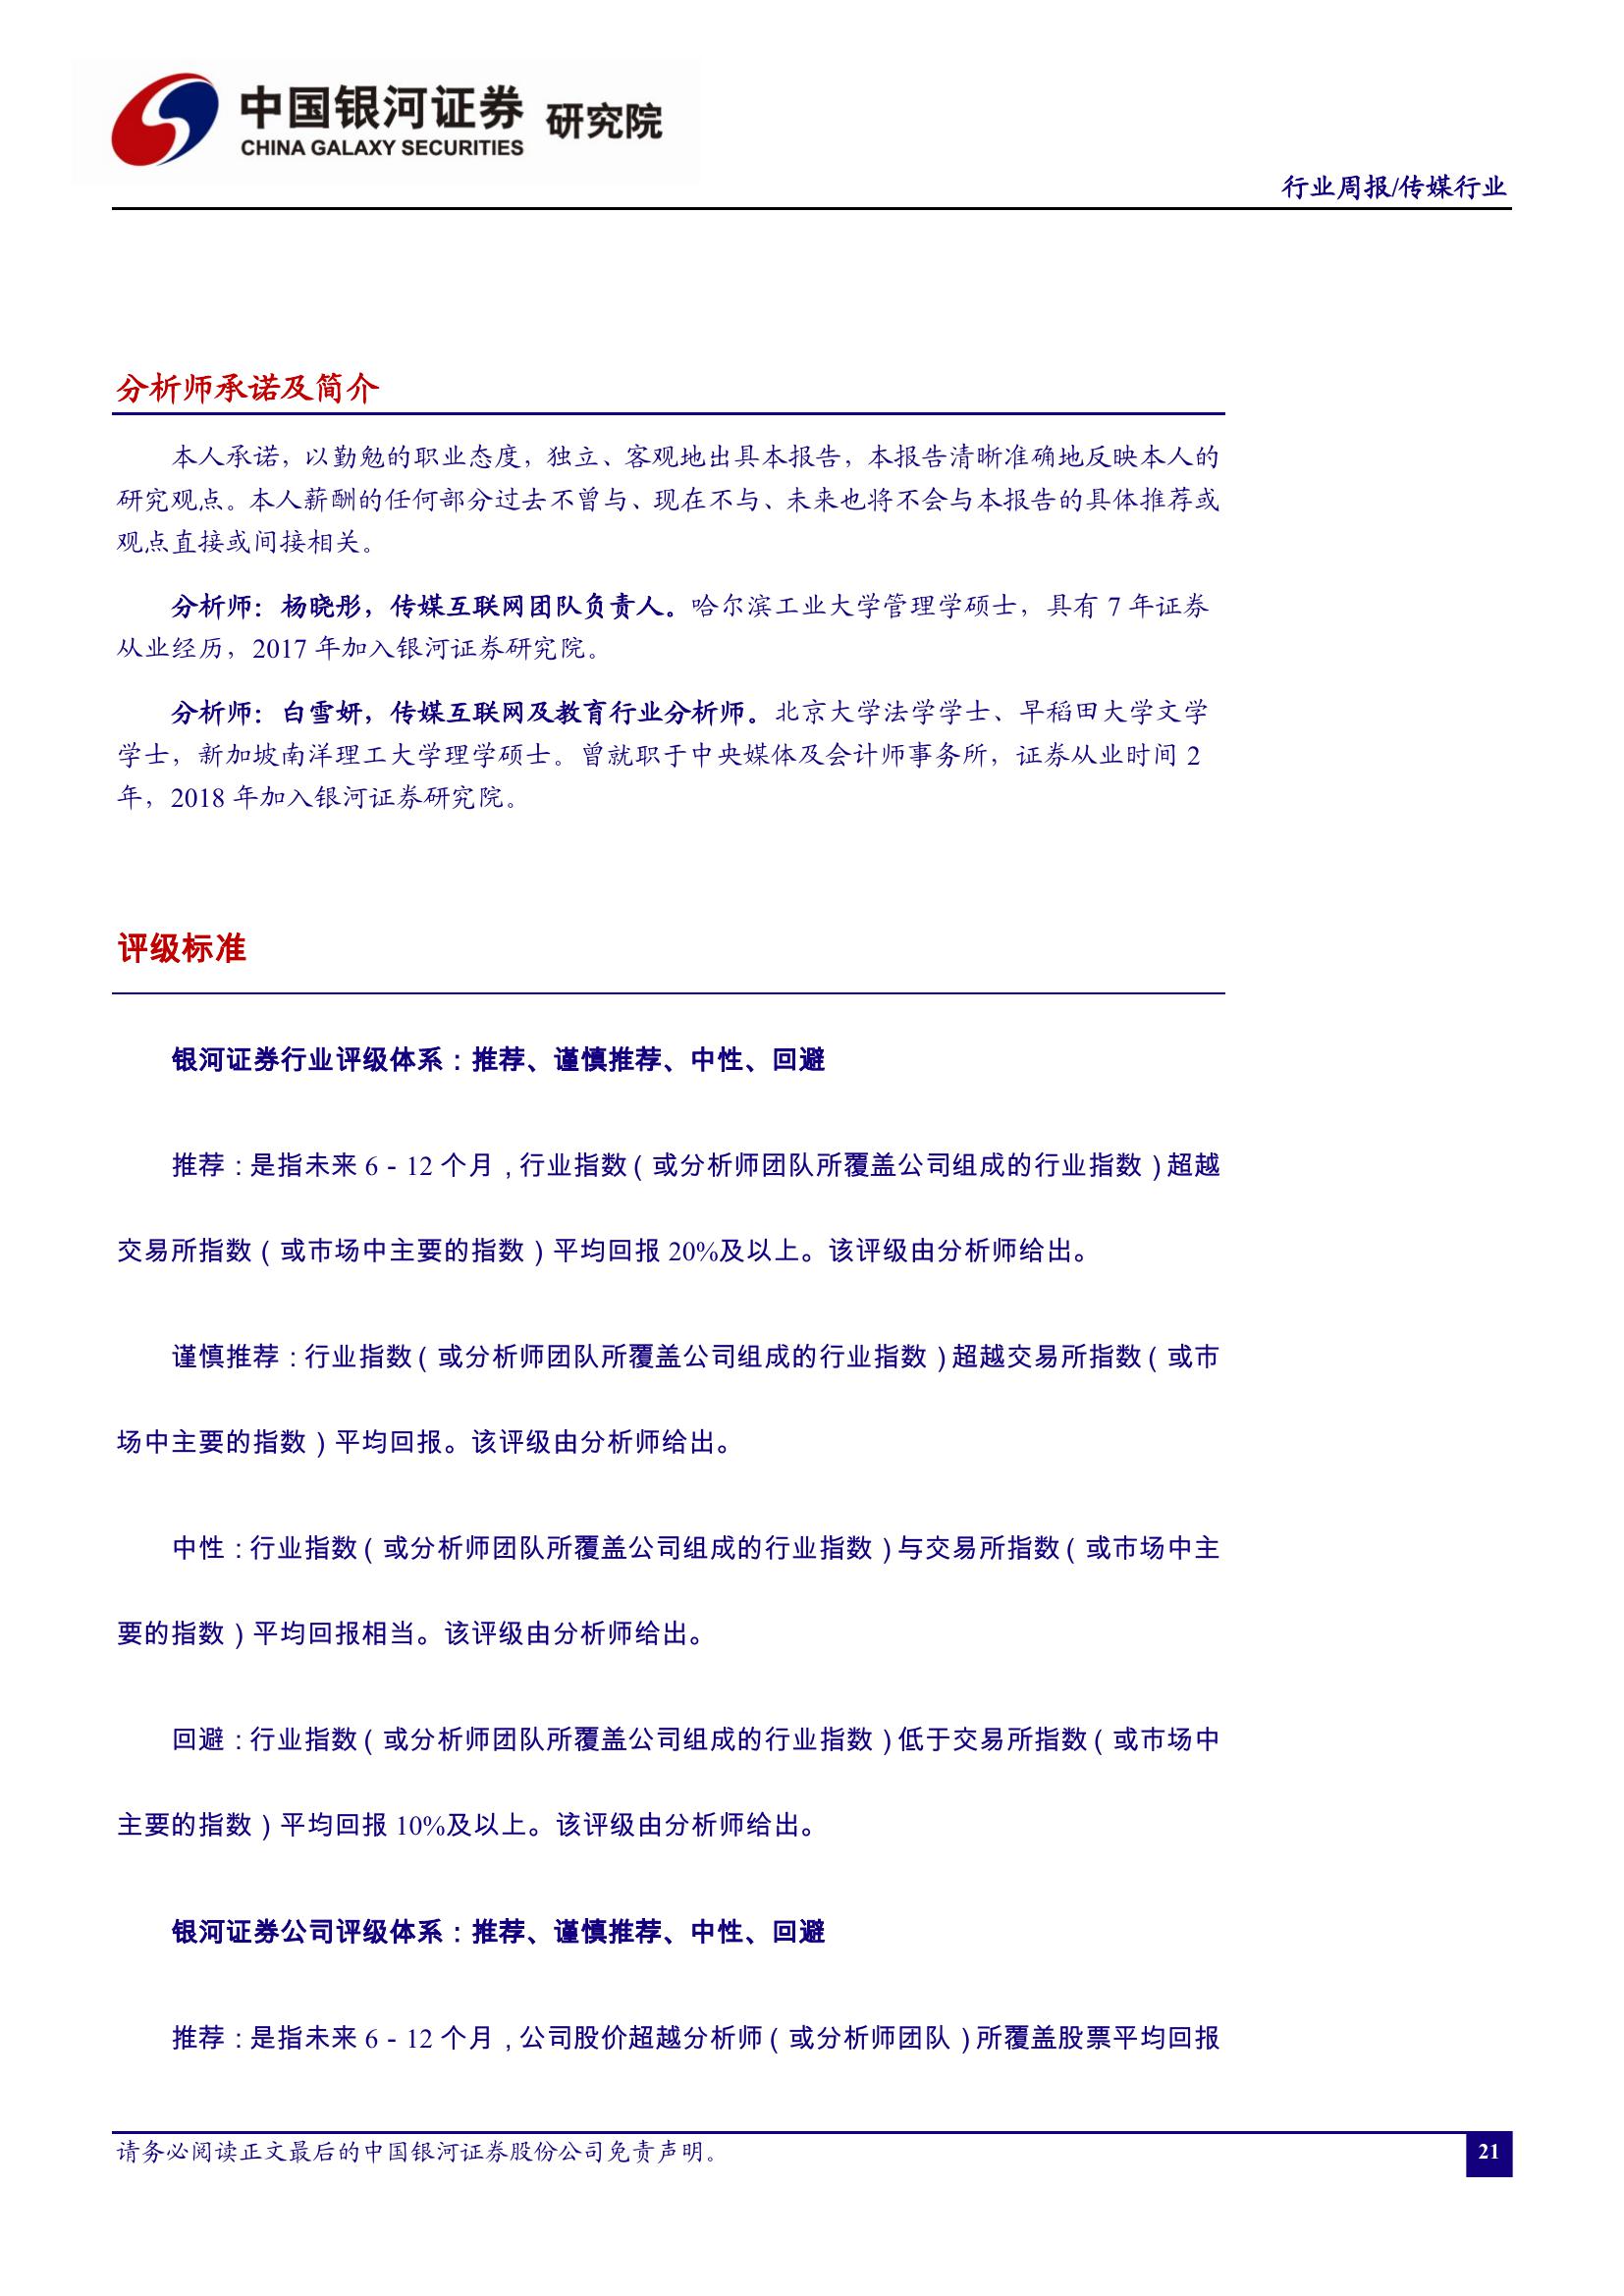 中国银河证券 研究院
CHINA GALAXY SECURITIES
行业周报/传媒行业
分析师承诺及简介
本人承诺，以勤勉的职业态度，独立、客观地出具本报告，本报告清晰准确地反映本人的
研究观点。本人薪酬的任何部分过去不曾与、现在不与、未来也将不会与本报告的具体推荐或
观点直接或间接相关。
分析师：杨晓彤，传媒互联网团队负责人。哈尔滨工业大学管理学硕士，具有 7 年证券
从业经历，2017 年加入银河证券研究院。
分析师：白雪妍，传媒互联网及教育行业分析师。北京大学法学学士、早稻田大学文学
学士，新加坡南洋理工大学理学硕士。曾就职于中央媒体及会计师事务所，证券从业时间 2
年，2018 年加入银河证券研究院。
评级标准
银河证券行业评级体系：推荐、谨慎推荐、中性、回避
推荐：是指未来 6－12 个月，行业指数（或分析师团队所覆盖公司组成的行业指数）超越
交易所指数（或市场中主要的指数）平均回报 20%及以上。该评级由分析师给出。
谨慎推荐：行业指数（或分析师团队所覆盖公司组成的行业指数）超越交易所指数（或市
场中主要的指数）平均回报。该评级由分析师给出。
中性：行业指数（或分析师团队所覆盖公司组成的行业指数）与交易所指数（或市场中主
要的指数）平均回报相当。该评级由分析师给出。
回避：行业指数（或分析师团队所覆盖公司组成的行业指数）低于交易所指数（或市场中
主要的指数）平均回报 10%及以上。该评级由分析师给出。
银河证券公司评级体系：推荐、谨慎推荐、中性、回避
推荐：是指未来 6－12 个月，公司股价超越分析师（或分析师团队）所覆盖股票平均回报
请务必阅读正文最后的中国银河证券股份公司免责声明。
21